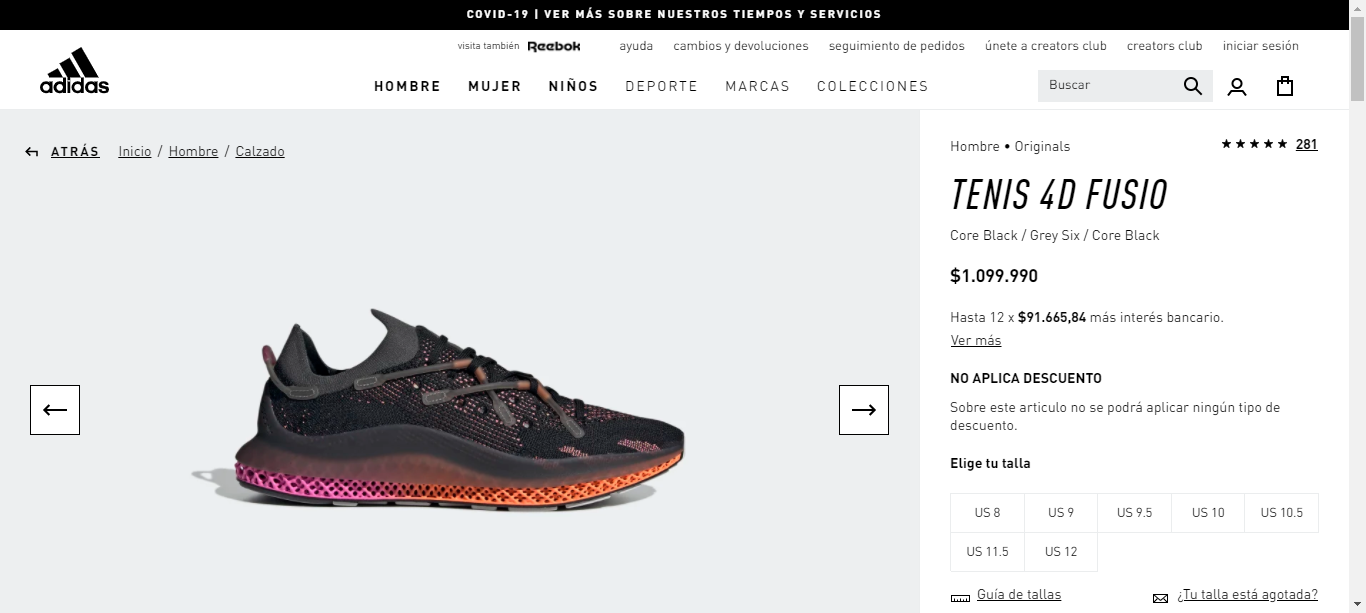 COVID-19 | VER MÁS SOBRE NUESTROS TIEMPOS Y SERVICIOS
visita también Reebok ayuda cambios y devoluciones seguimiento de pedidos únete a creators club creators club iniciar sesión
adidas
HOMBRE MUJER NIÑOS DEPORTE MARCAS COLECCIONES Buscar
ATRÁS Inicio / Hombre / Calzado
Hombre • Originals ★★★★★ 281
TENIS 4D FUSIO
Core Black / Grey Six / Core Black
$1.099.990
Hasta 12 x $91.665,84 más interés bancario.
Ver más
NO APLICA DESCUENTO
Sobre este articulo no se podrá aplicar ningún tipo de
descuento.
Elige tu talla
US 8 US 9 US 9.5 US 10 US 10.5
US 11.5 US 12
Guía de tallas ¿Tu talla está agotada?